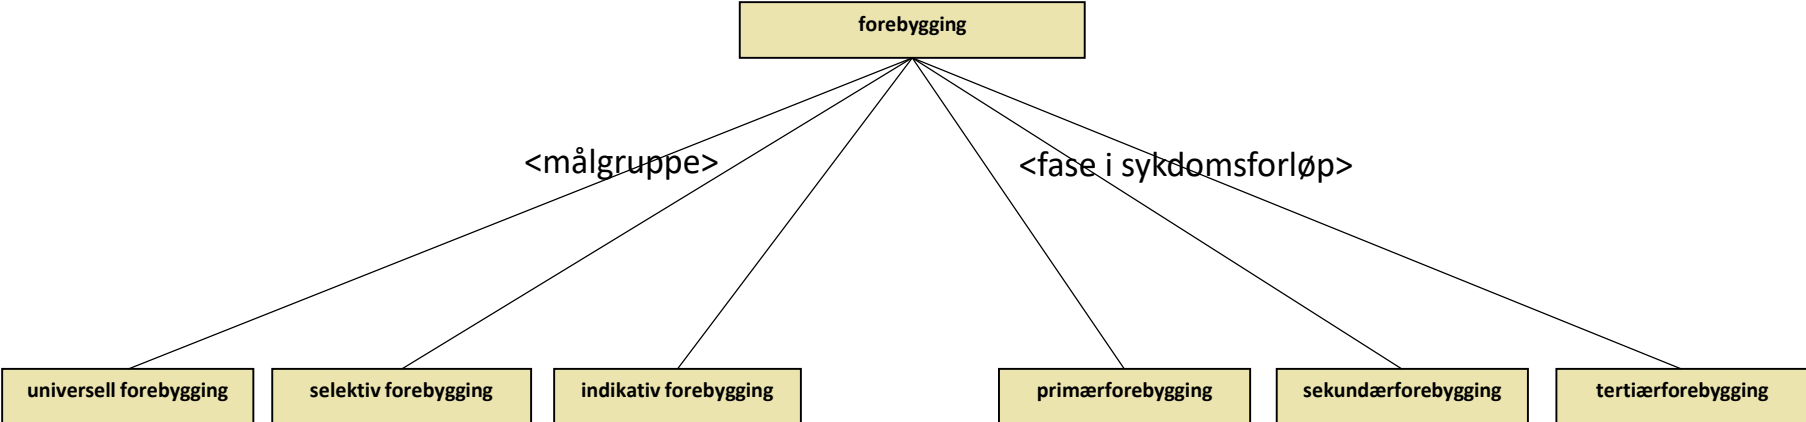 forebygging
<målgruppe>
<fase i sykdomsforløp>
universell forebygging
selektiv forebygging
indikativ forebygging
primærforebygging
sekundærforebygging
tertiærforebygging